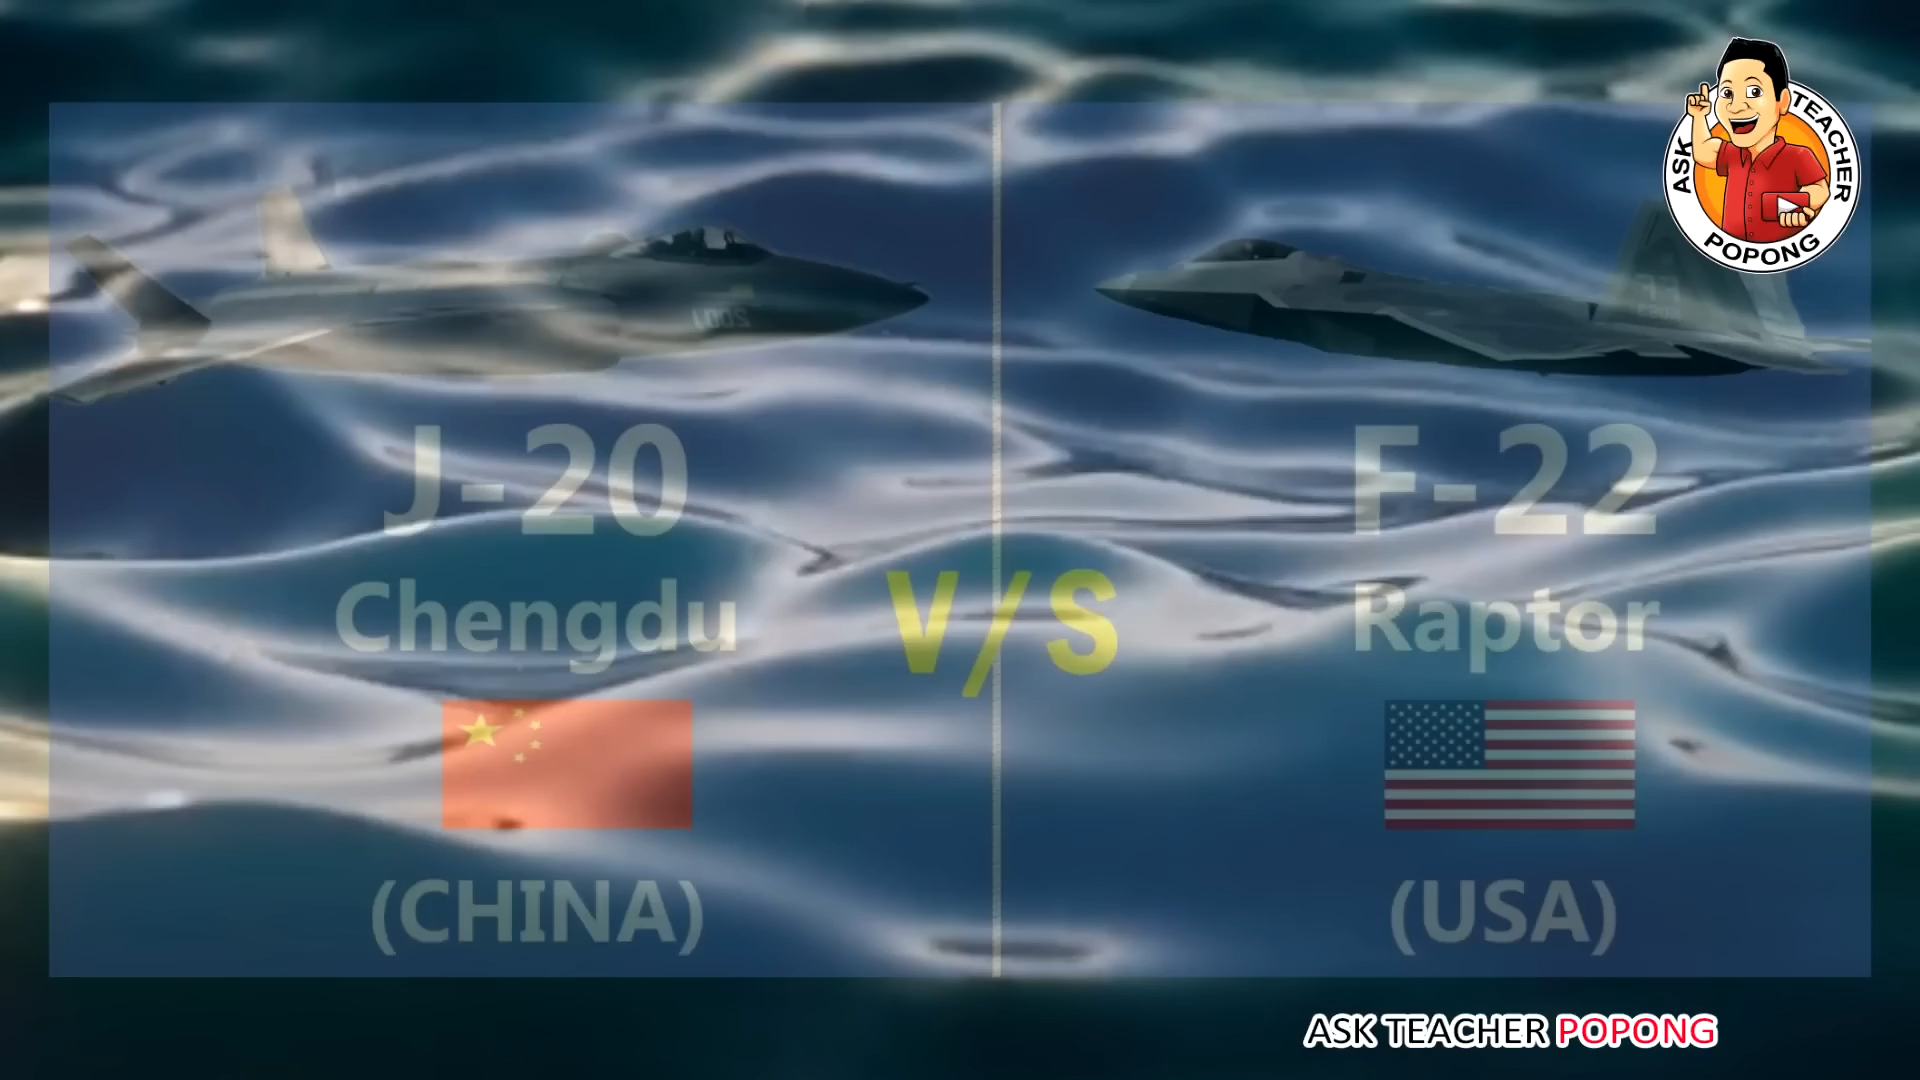 ASK TEACHER
POPONG
J-20
Chengdu
(CHINA)
V/S
F-22
Raptor
(USA)
ASK TEACHER POPONG